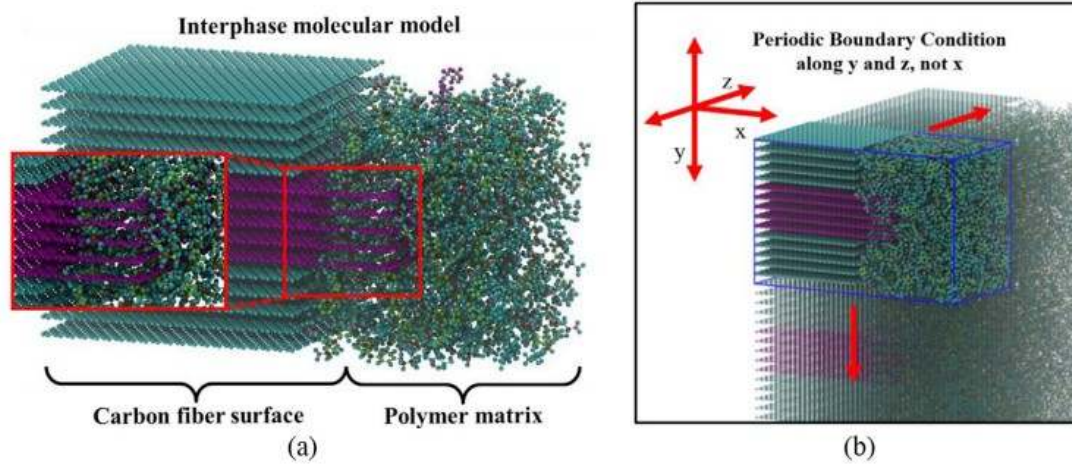 Interphase molecular model
Carbon fiber surface
Polymer matrix
(a)
Periodic Boundary Condition
along y and z, not x
z
x
y
(b)